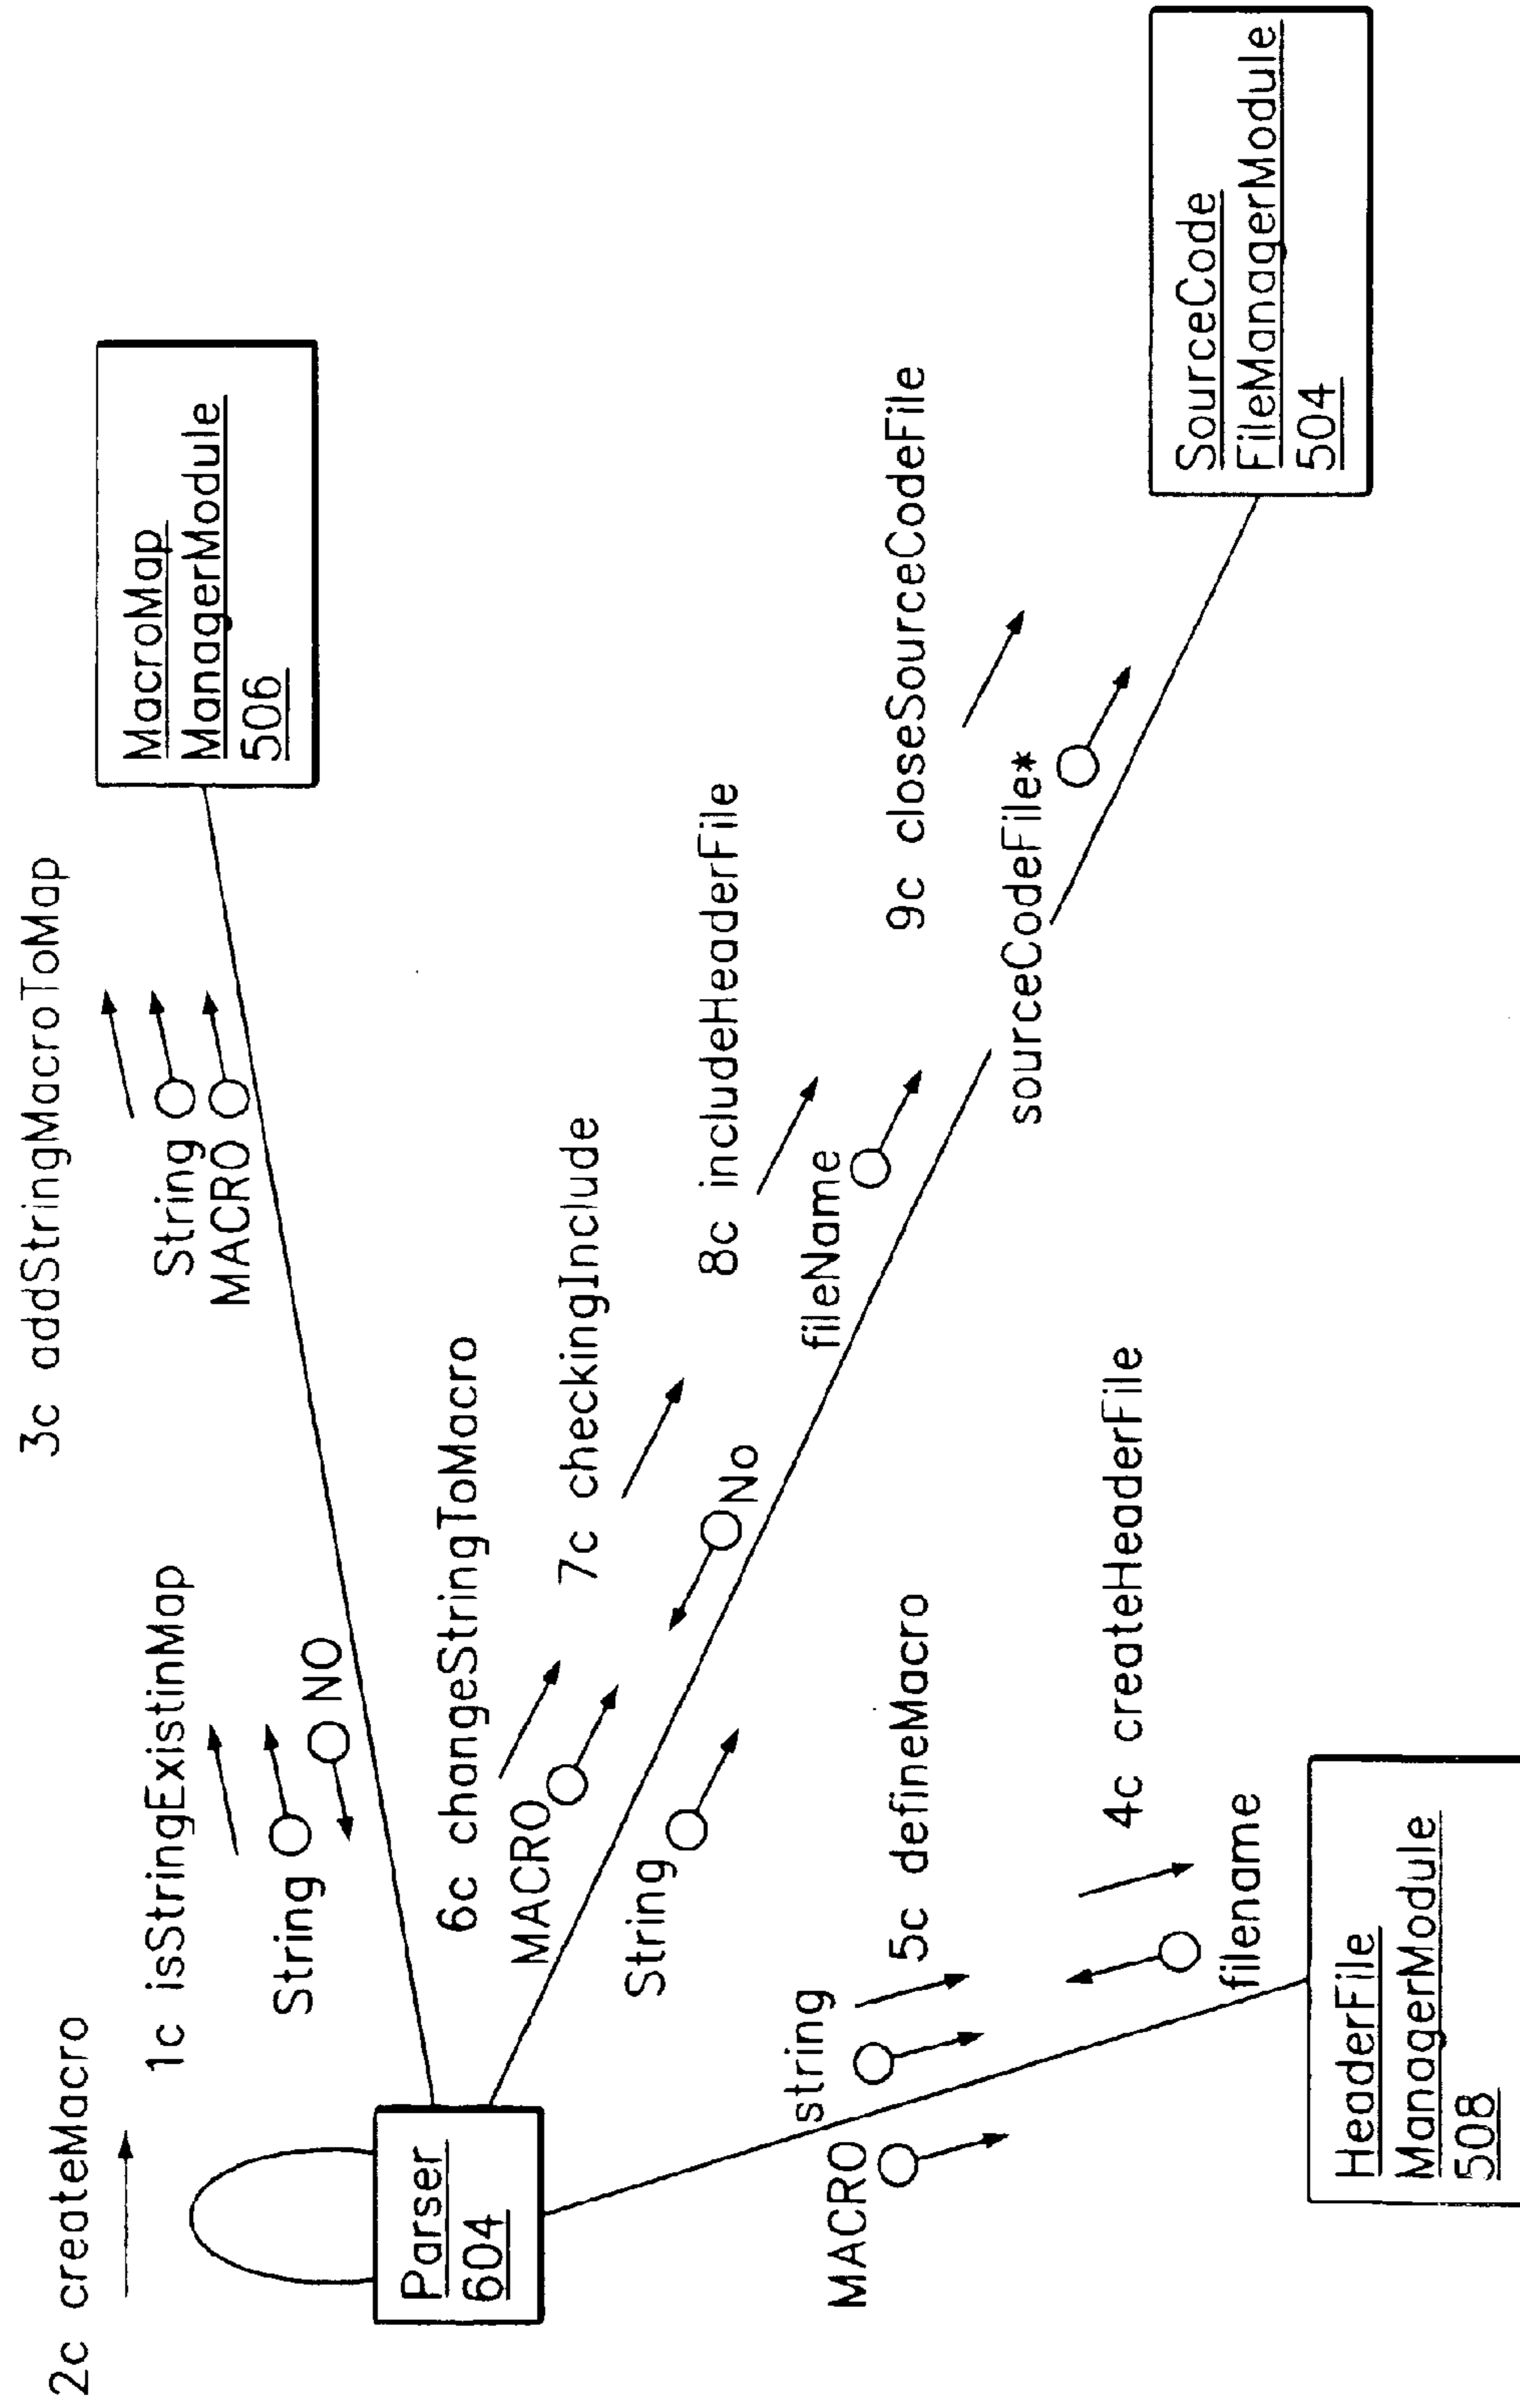 2c createMacro
1c isStringExistinMap
String
NO
3c addStringMacroToMap
String
MACRO
MacroMap
ManagerModule
506
Parser
604
6c changeStringToMacro
MACRO
String
7c checkingInclude
No
8c includeHeaderFile
fileName
9c closeSourceCodeFile
sourceCodeFile*
SourceCode
FileManagerModule
504
string
MACRO
5c defineMacro
4c createHeaderFile
filename
HeaderFile
ManagerModule
508